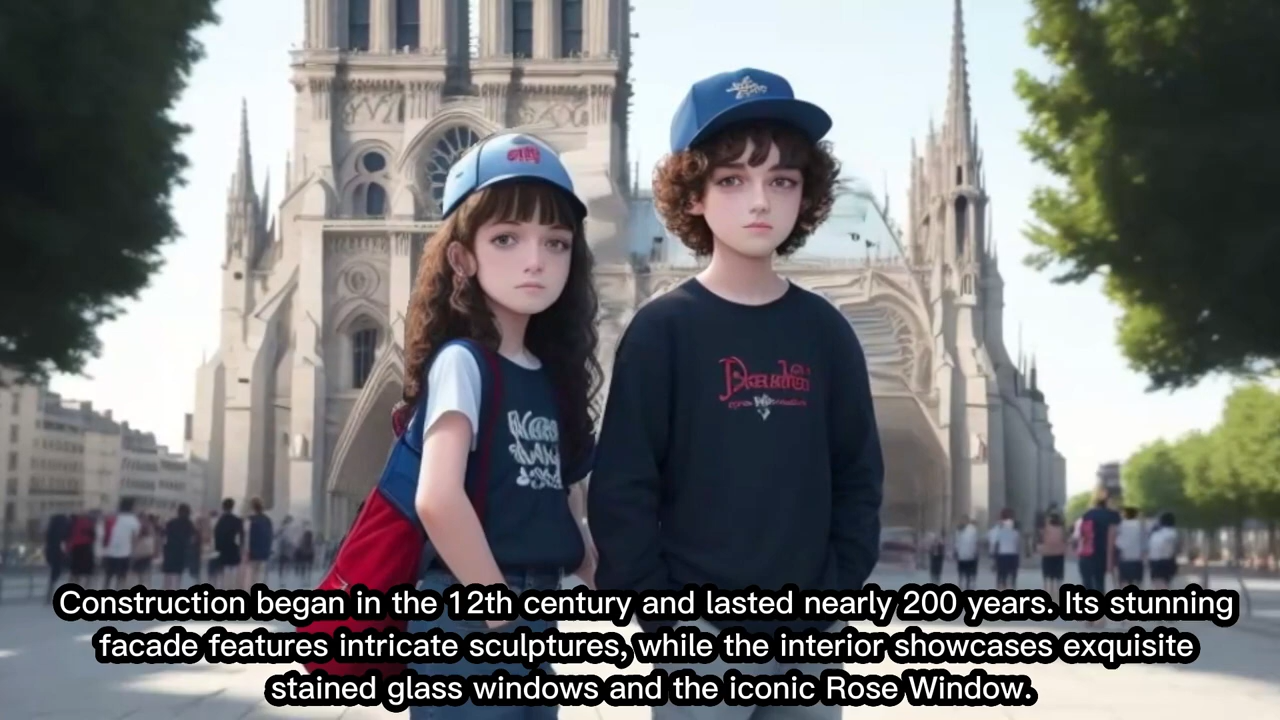 Construction began in the 12th century and lasted nearly 200 years. Its stunning
facade features intricate sculptures, while the interior showcases exquisite
stained glass windows and the iconic Rose Window.